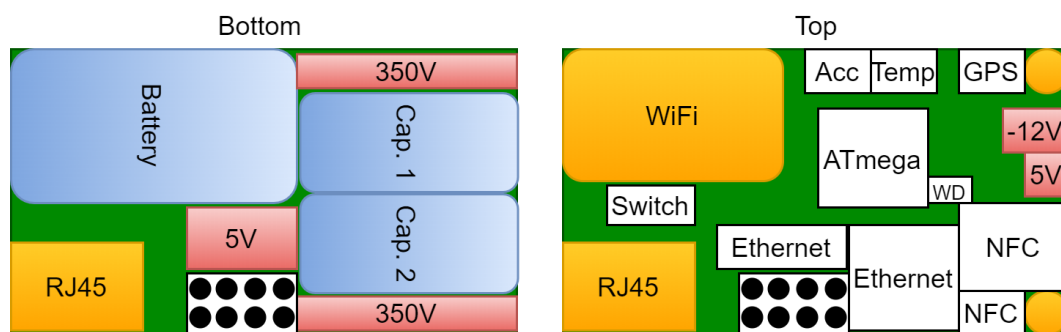 Bottom
Battery
350V
Cap. 1
Cap. 2
5V
RJ45
350V
Top
WiFi
Acc
Temp
GPS
-12V
ATmega
5V
WD
Switch
Ethernet
NFC
RJ45
Ethernet
NFC